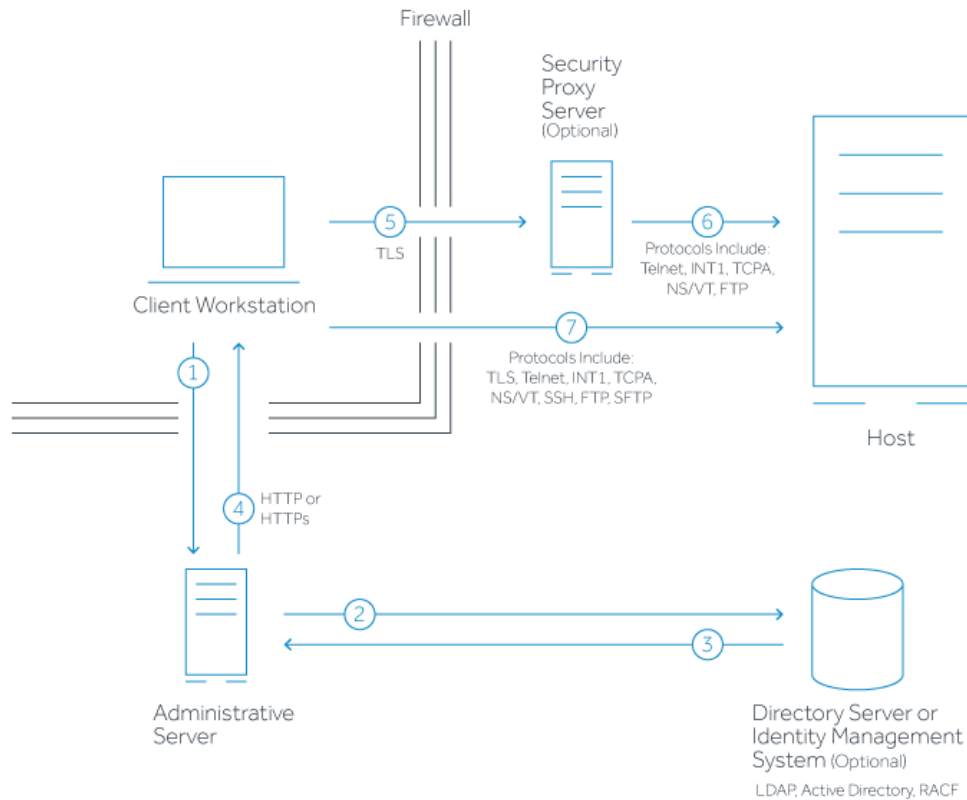 Firewall
Security
Proxy
Server
(Optional)
5
TLS
6
Protocols Include:
Telnet, INT1, TCPA,
NS/VT, FTP
Client Workstation
7
Protocols Include:
TLS, Telnet, INT1, TCPA,
NS/VT, SSH, FTP, SFTP
Host
1
4
HTTP or
HTTPs
2
3
Administrative
Server
Directory Server or
Identity Management
System (Optional)
LDAP, Active Directory, RACF